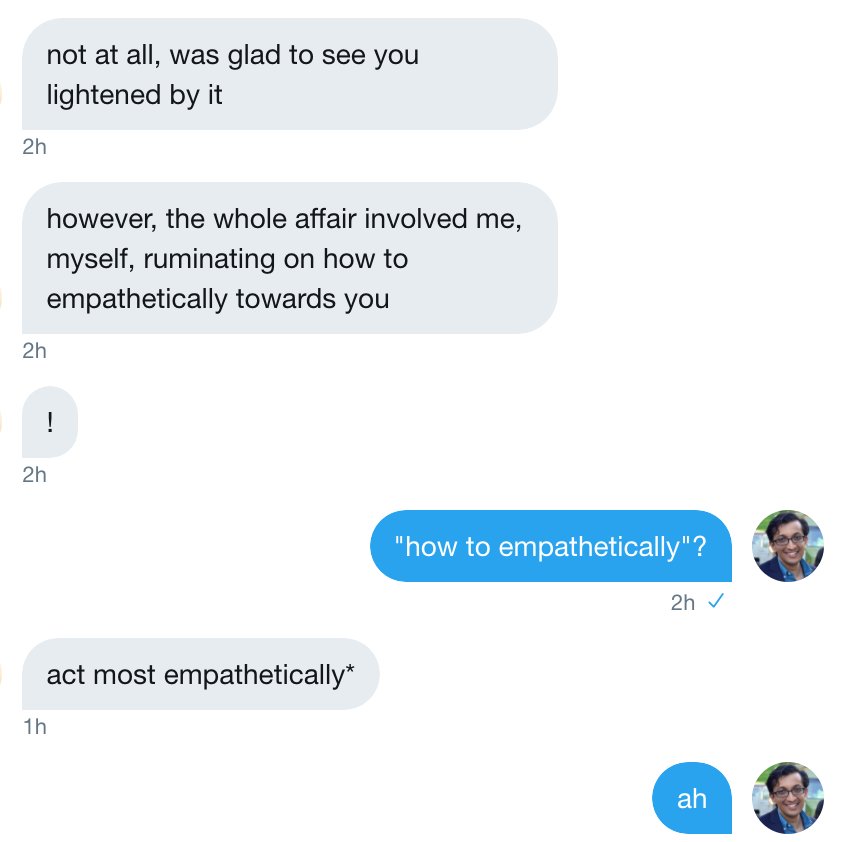 not at all, was glad to see you
lightened by it
2h
however, the whole affair involved me,
myself, ruminating on how to
empathetically towards you
2h
!
2h
"how to empathetically"?
2h ✓
act most empathetically*
1h
ah